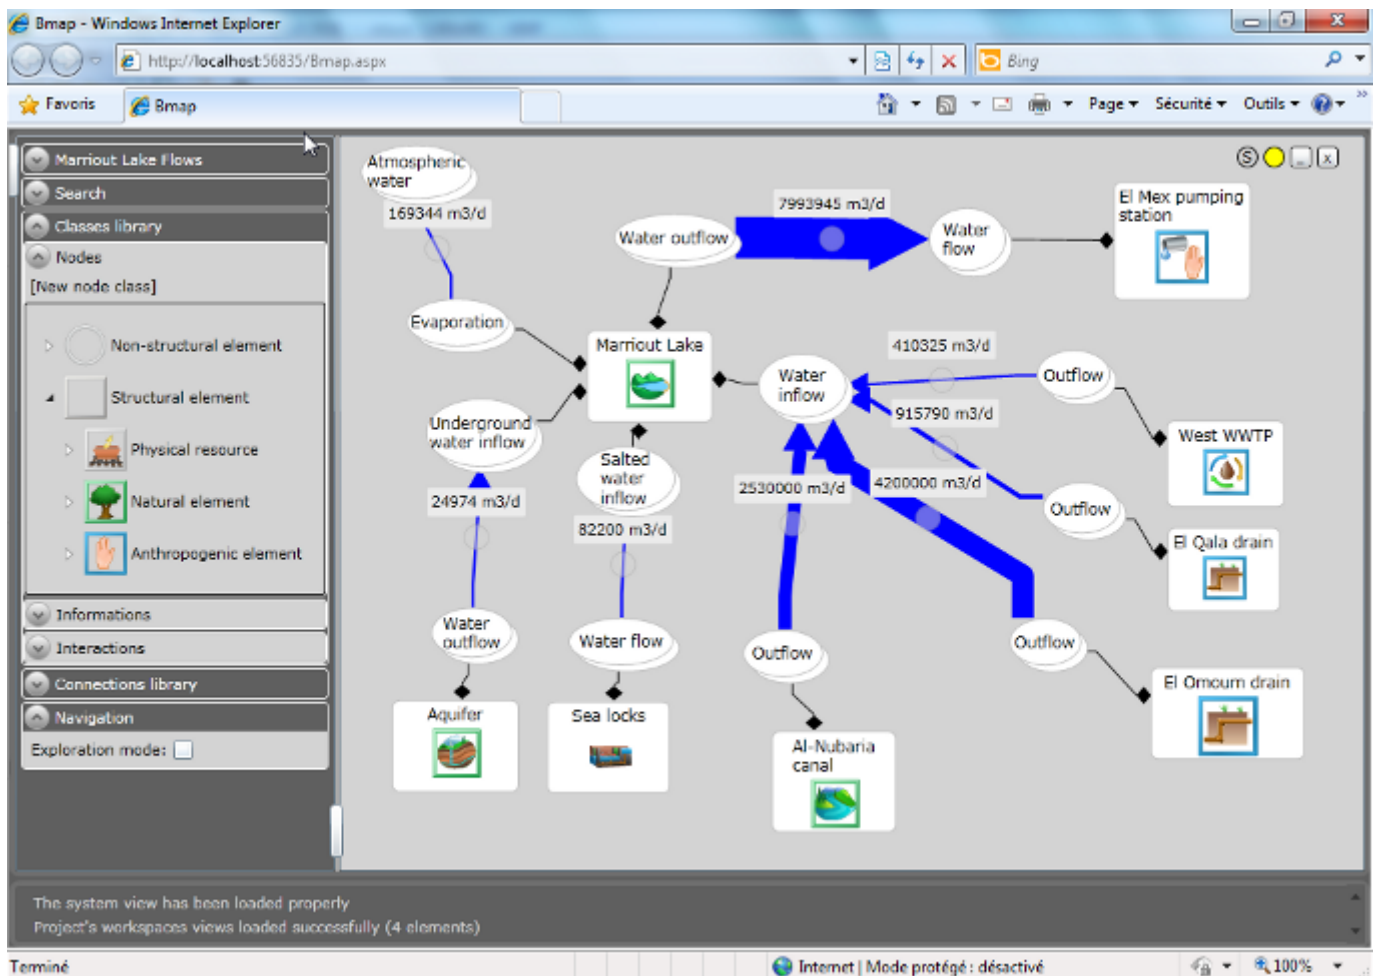 Bmap - Windows Internet Explorer
http://localhost:56835/Bmap.aspx
Bing
Favoris
Bmap
Page
Sécurité
Outils
Marriout Lake Flows
Search
Classes library
Nodes
[New node class]
Non-structural element
Structural element
Physical resource
Natural element
Anthropogenic element
Informations
Interactions
Connections library
Navigation
Exploration mode:
S
x
Atmospheric
water
169344 m3/d
Evaporation
Water outflow
7993945 m3/d
Water
flow
El Mex pumping
station
Marriout Lake
Water
inflow
410325 m3/d
Outflow
West WWTP
915790 m3/d
Outflow
El Qala drain
Underground
water inflow
24974 m3/d
Salted
water
inflow
82200 m3/d
2530000 m3/d
4200000 m3/d
Water
outflow
Water flow
Outflow
Outflow
Aquifer
Sea locks
Al-Nubaria
canal
El Omoum drain
The system view has been loaded properly
Project's workspaces views loaded successfully (4 elements)
Terminé
Internet | Mode protégé : désactivé
100%